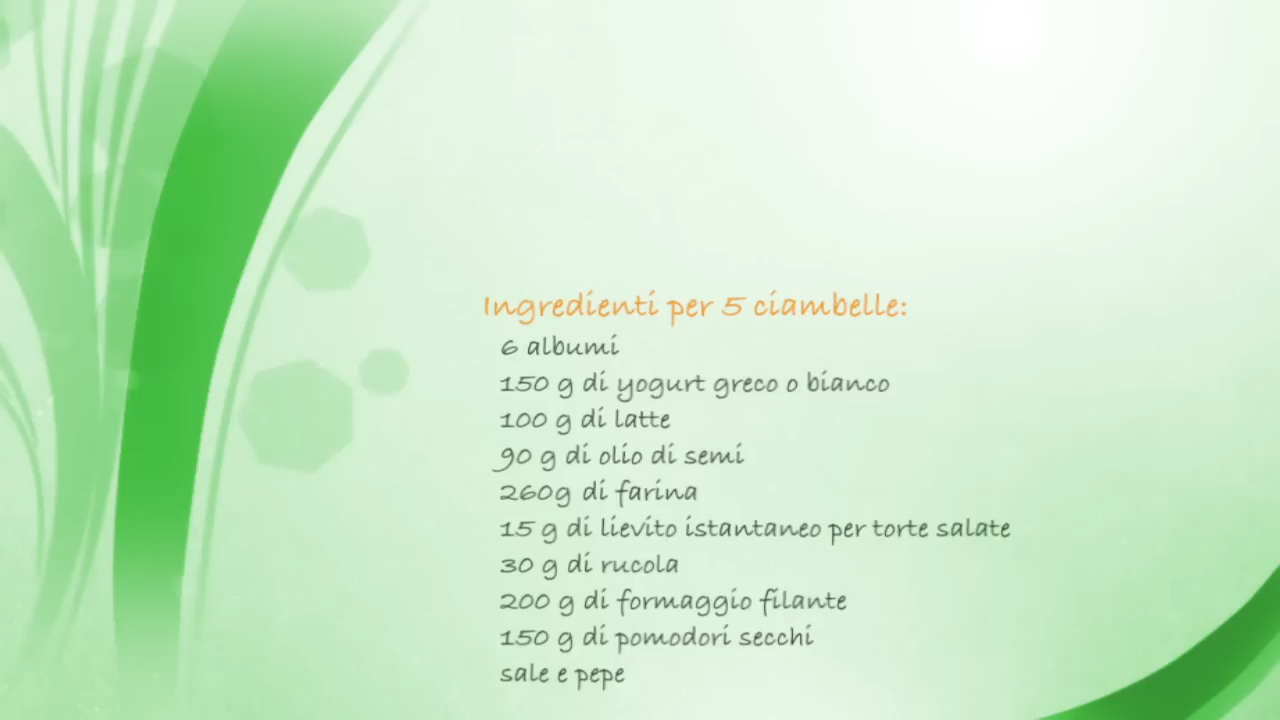 Ingredienti per 5 ciambelle:
6 albumi
150 g di yogurt greco o bianco
100 g di latte
90 g di olio di semi
260g di farina
15 g di lievito istantaneo per torte salate
30 g di rucola
200 g di formaggio filante
150 g di pomodori secchi
sale e pepe